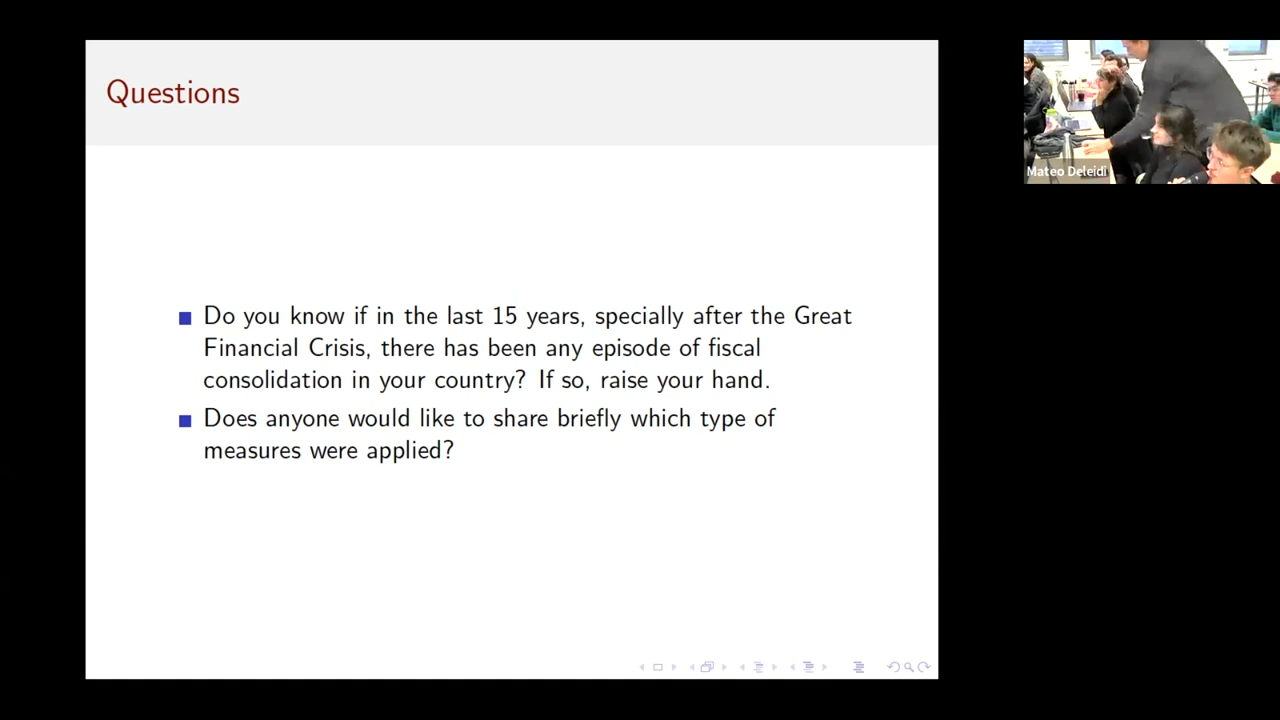 Questions
Do you know if in the last 15 years, specially after the Great
Financial Crisis, there has been any episode of fiscal
consolidation in your country? If so, raise your hand.
Does anyone would like to share briefly which type of
measures were applied?
Mateo Deleidi